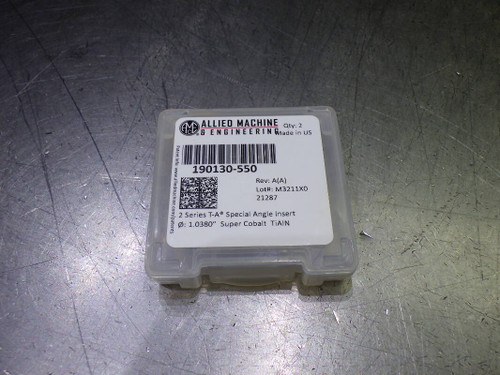 AMEC ALLIED MACHINE Qty: 2
& ENGINEERING Made in US
190130-550
Rev: A(A)
Lot#: M3211X0
21287
2 Series T-A® Special Angle Insert
Ø: 1.0380" Super Cobalt TiAlN